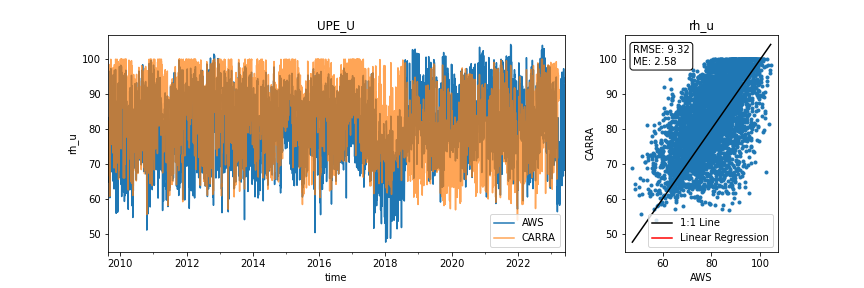 UPE_U
rh_u
100
90
80
70
60
50
2010
2012
2014
2016
2018
2020
2022
time
rh_u
AWS
CARRA
rh_u
RMSE: 9.32
ME: 2.58
100
90
80
70
60
50
CARRA
60
80
100
AWS
1:1 Line
Linear Regression